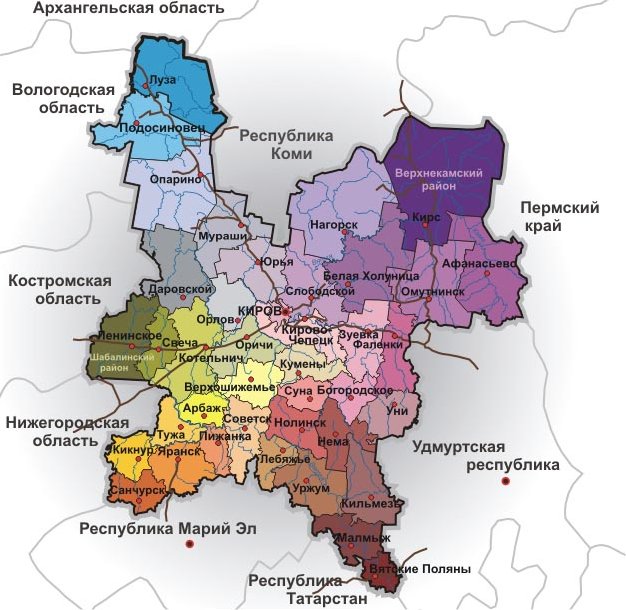 Архангельская область
Луза
Вологодская
область
Подосиновец
Республика
Коми
Опарино
Верхнекамский
район
Пермский
край
Кирс
Нагорск
Мураши
Юрья
Белая Холуница
Афанасьево
Костромская
область
Даровской
Слободской
Омутнинск
Орлов
КИРОВ
Кирово-
Чепецк
Зуевка
Фаленки
Ленинское
Свеча
Шабалинский
район
Котельнич
Оричи
Кумены
Верхошижемье
Суна
Богородское
Арбаж
Уни
Нижегородская
область
Советск
Нолинск
Тужа
Пижанка
Нема
Кикнур
Яранск
Лебяжье
Удмуртская
республика
Санчурск
Уржум
Кильмезь
Республика Марий Эл
Малмыж
Вятские Поляны
Республика
Татарстан